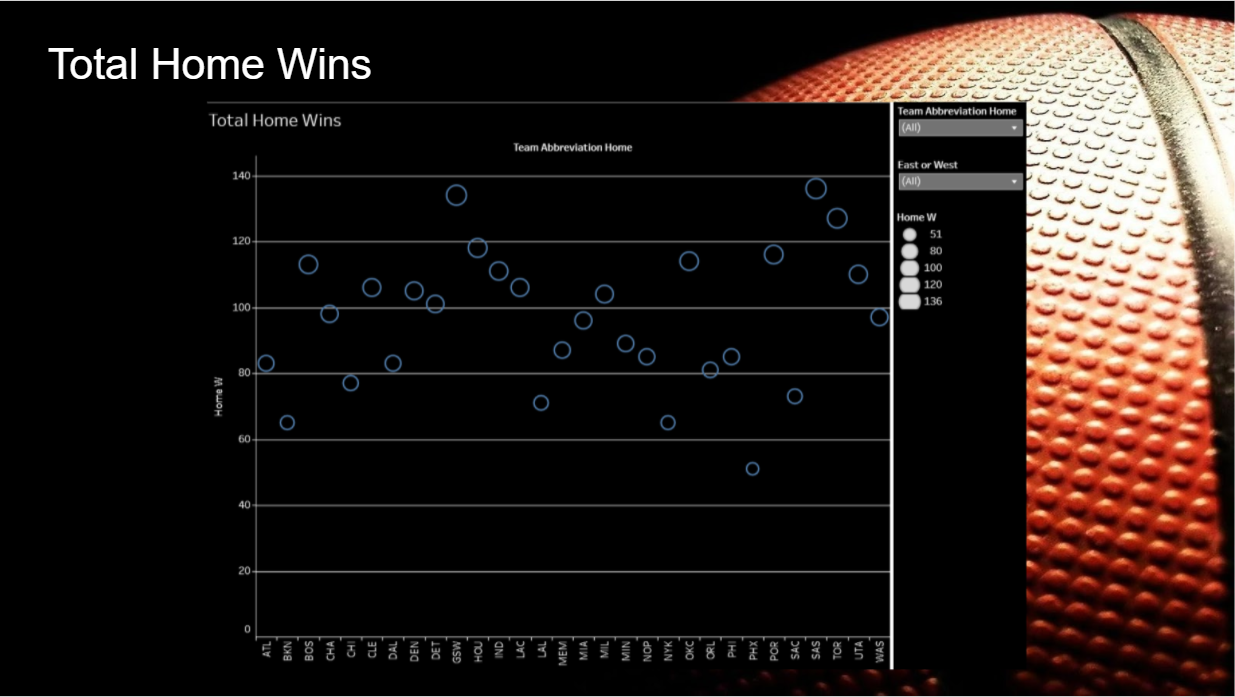 Total Home Wins
Total Home Wins
Team Abbreviation Home
Home W
140
120
100
80
60
40
20
0
ATL BKN BOS CHA CHI CLE DAL DEN DET GSW HOU IND LAC LAL MEM MIA MIL MIN NOP NYK OKC ORL PHI PHX POR SAC SAS TOR UTA WAS
Team Abbreviation Home
(All)
East or West
(All)
Home W
51
80
100
120
136